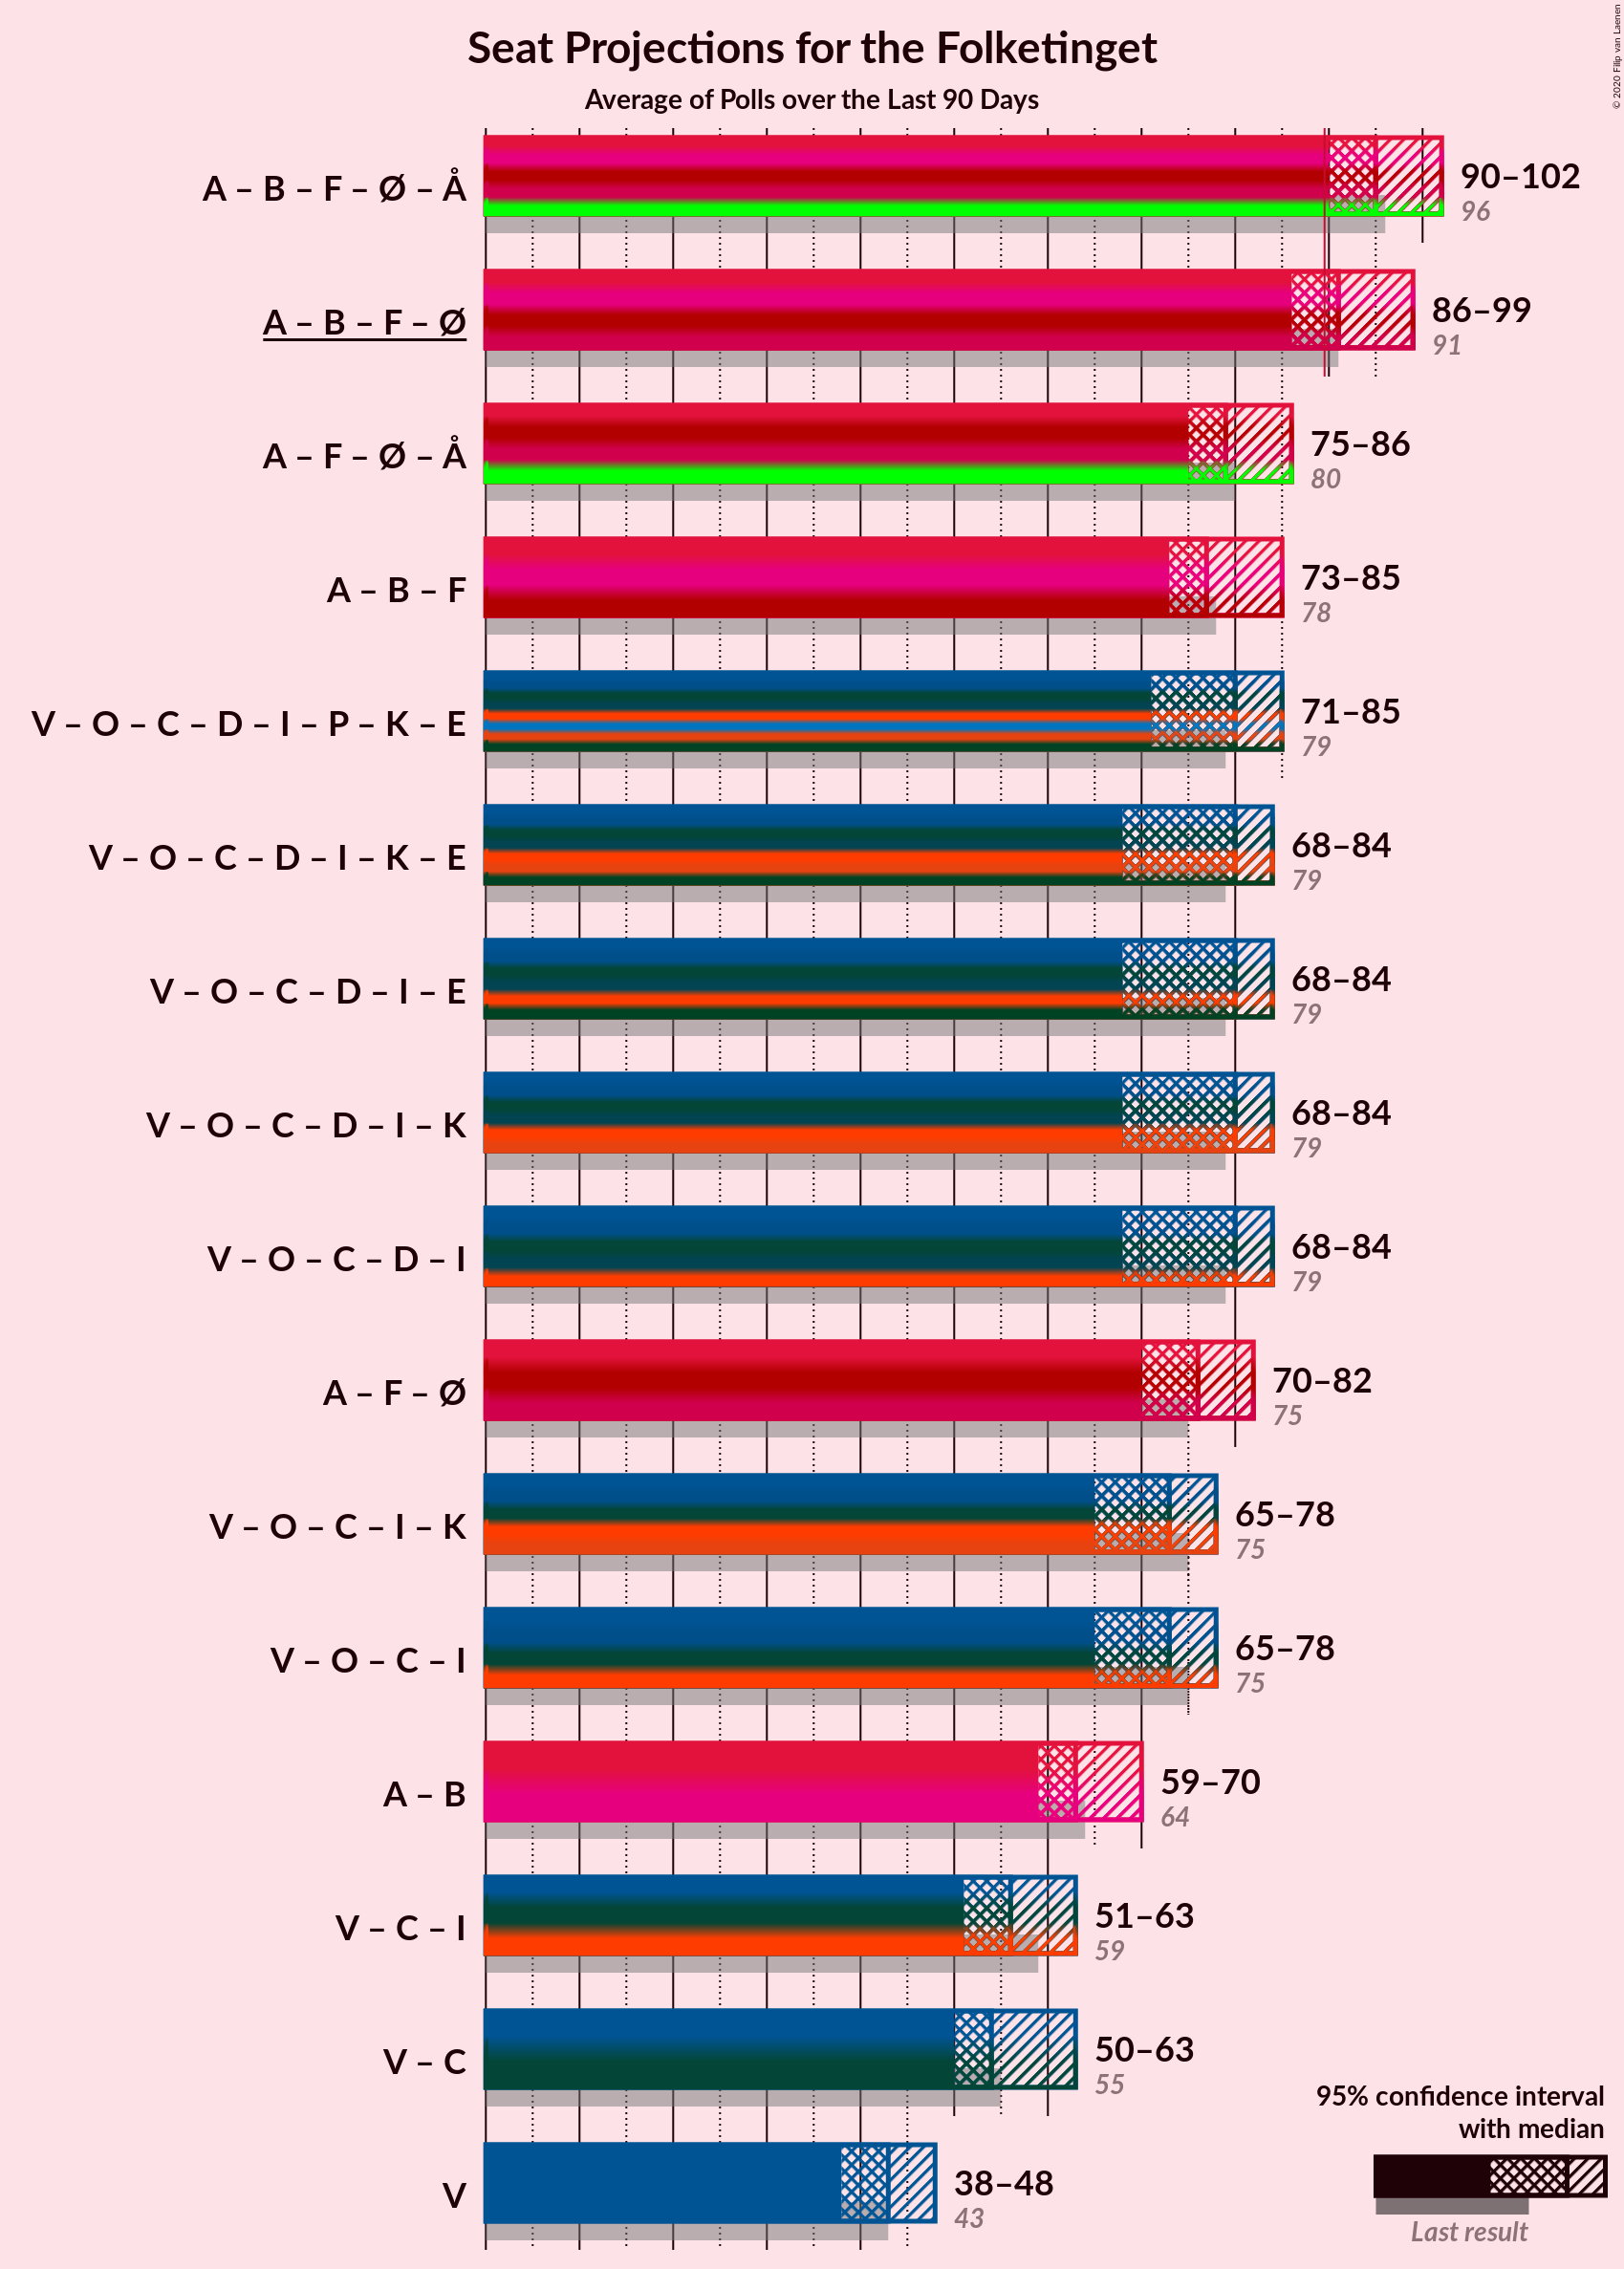 Seat Projections for the Folketinget
Average of Polls over the Last 90 Days
© 2020 Filip van Laenen
A – B – F – Ø – Å
90–102
96
A – B – F – Ø
86–99
91
A – F – Ø – Å
75–86
80
A – B – F
73–85
78
V – O – C – D – I – P – K – E
71–85
79
V – O – C – D – I – K – E
68–84
79
V – O – C – D – I – E
68–84
79
V – O – C – D – I – K
68–84
79
V – O – C – D – I
68–84
79
A – F – Ø
70–82
75
V – O – C – I – K
65–78
75
V – O – C – I
65–78
75
A – B
59–70
64
V – C – I
51–63
59
V – C
50–63
55
V
38–48
43
95% confidence interval
with median
Last result